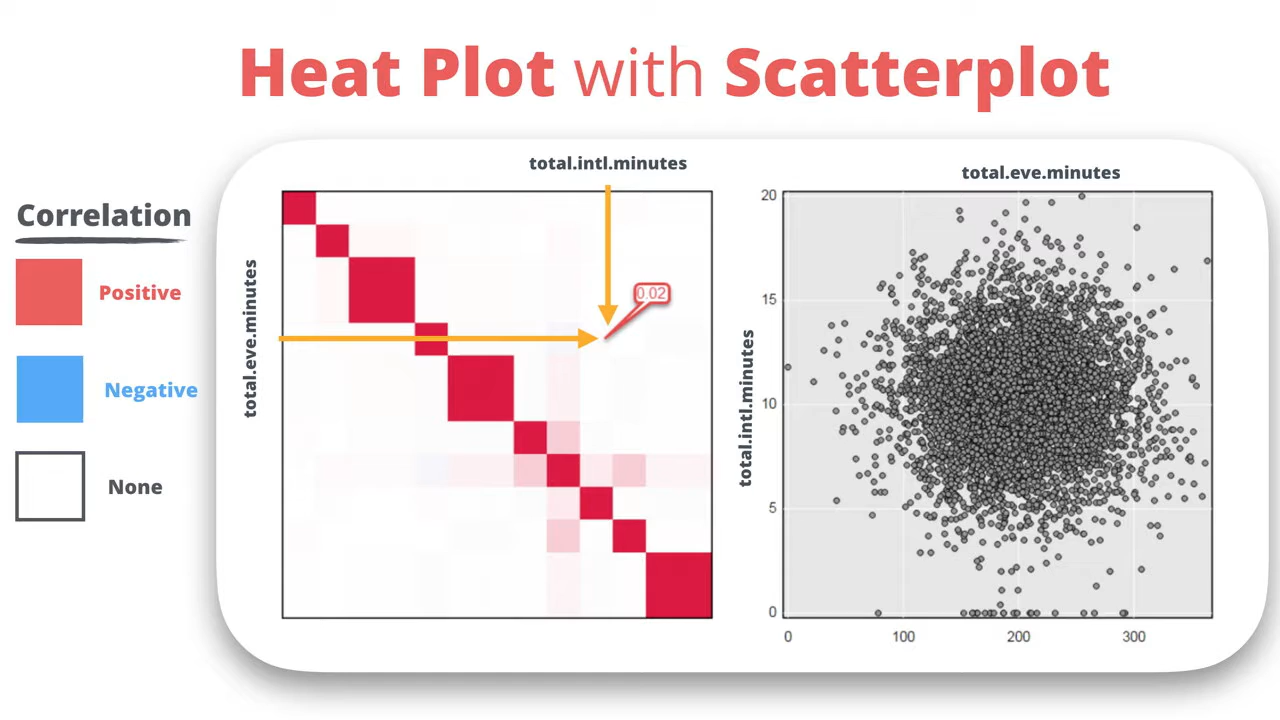 Heat Plot with Scatterplot
Correlation
Positive
Negative
None
total.intl.minutes
total.eve.minutes
0.02
total.eve.minutes
total.intl.minutes
20
15
10
5
0
0 100 200 300